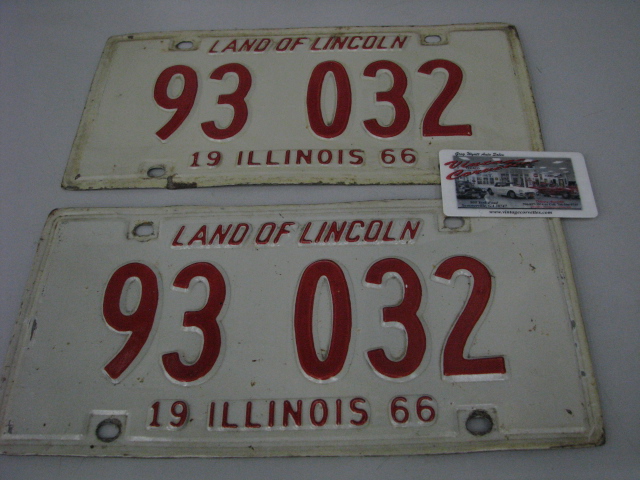 LAND OF LINCOLN
93 032
19 ILLINOIS 66
LAND OF LINCOLN
93 032
19 ILLINOIS 66